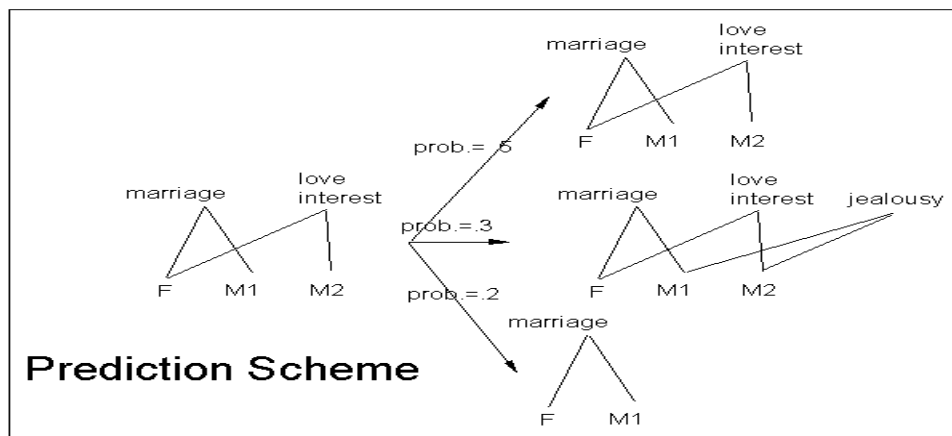 marriage
love
interest
F
M1
M2
prob.=
prob.=.3
prob.=.2
marriage
love
interest
F
M1
M2
marriage
love
interest
jealousy
F
M1
M2
marriage
F
M1
Prediction Scheme